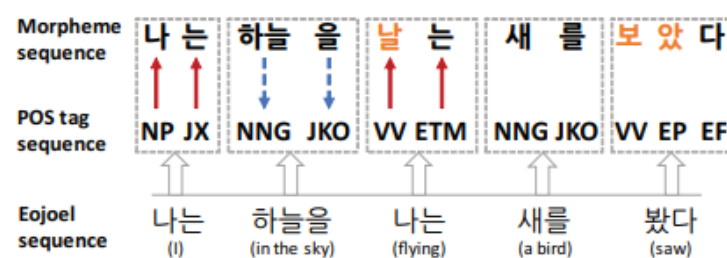 Morpheme sequence 나 는 하늘 을 날 는 새 를 보 았 다
POS tag sequence NP JX NNG JKO VV ETM NNG JKO VV EP EF
Eojoel sequence 나는 하늘을 나는 새를 봤다
(I) (in the sky) (flying) (a bird) (saw)